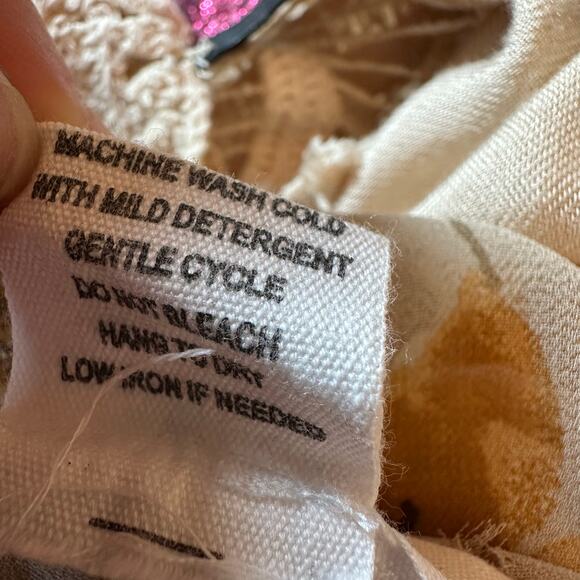 MACHINE WASH COLD
WITH MILD DETERGENT
GENTLE CYCLE
DO NOT BLEACH
HANG TO DRY
LOW IRON IF NEEDED